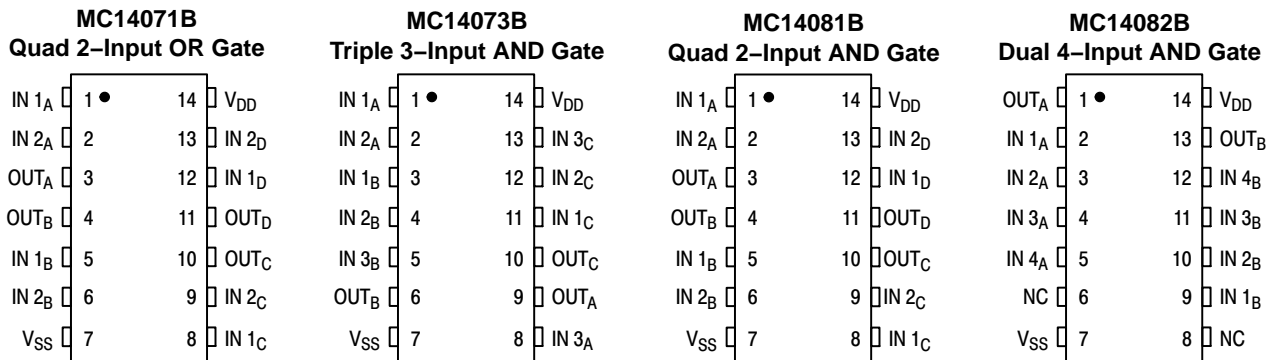 MC14071B
Quad 2–Input OR Gate
IN 1A 1 14 VDD
IN 2A 2 13 IN 2D
OUTA 3 12 IN 1D
OUTB 4 11 OUTD
IN 1B 5 10 OUTC
IN 2B 6 9 IN 2C
VSS 7 8 IN 1C
MC14073B
Triple 3–Input AND Gate
IN 1A 1 14 VDD
IN 2A 2 13 IN 3C
IN 1B 3 12 IN 2C
IN 2B 4 11 IN 1C
IN 3B 5 10 OUTC
OUTB 6 9 OUTA
VSS 7 8 IN 3A
MC14081B
Quad 2–Input AND Gate
IN 1A 1 14 VDD
IN 2A 2 13 IN 2D
OUTA 3 12 IN 1D
OUTB 4 11 OUTD
IN 1B 5 10 OUTC
IN 2B 6 9 IN 2C
VSS 7 8 IN 1C
MC14082B
Dual 4–Input AND Gate
OUTA 1 14 VDD
IN 1A 2 13 OUTB
IN 2A 3 12 IN 4B
IN 3A 4 11 IN 3B
IN 4A 5 10 IN 2B
NC 6 9 IN 1B
VSS 7 8 NC